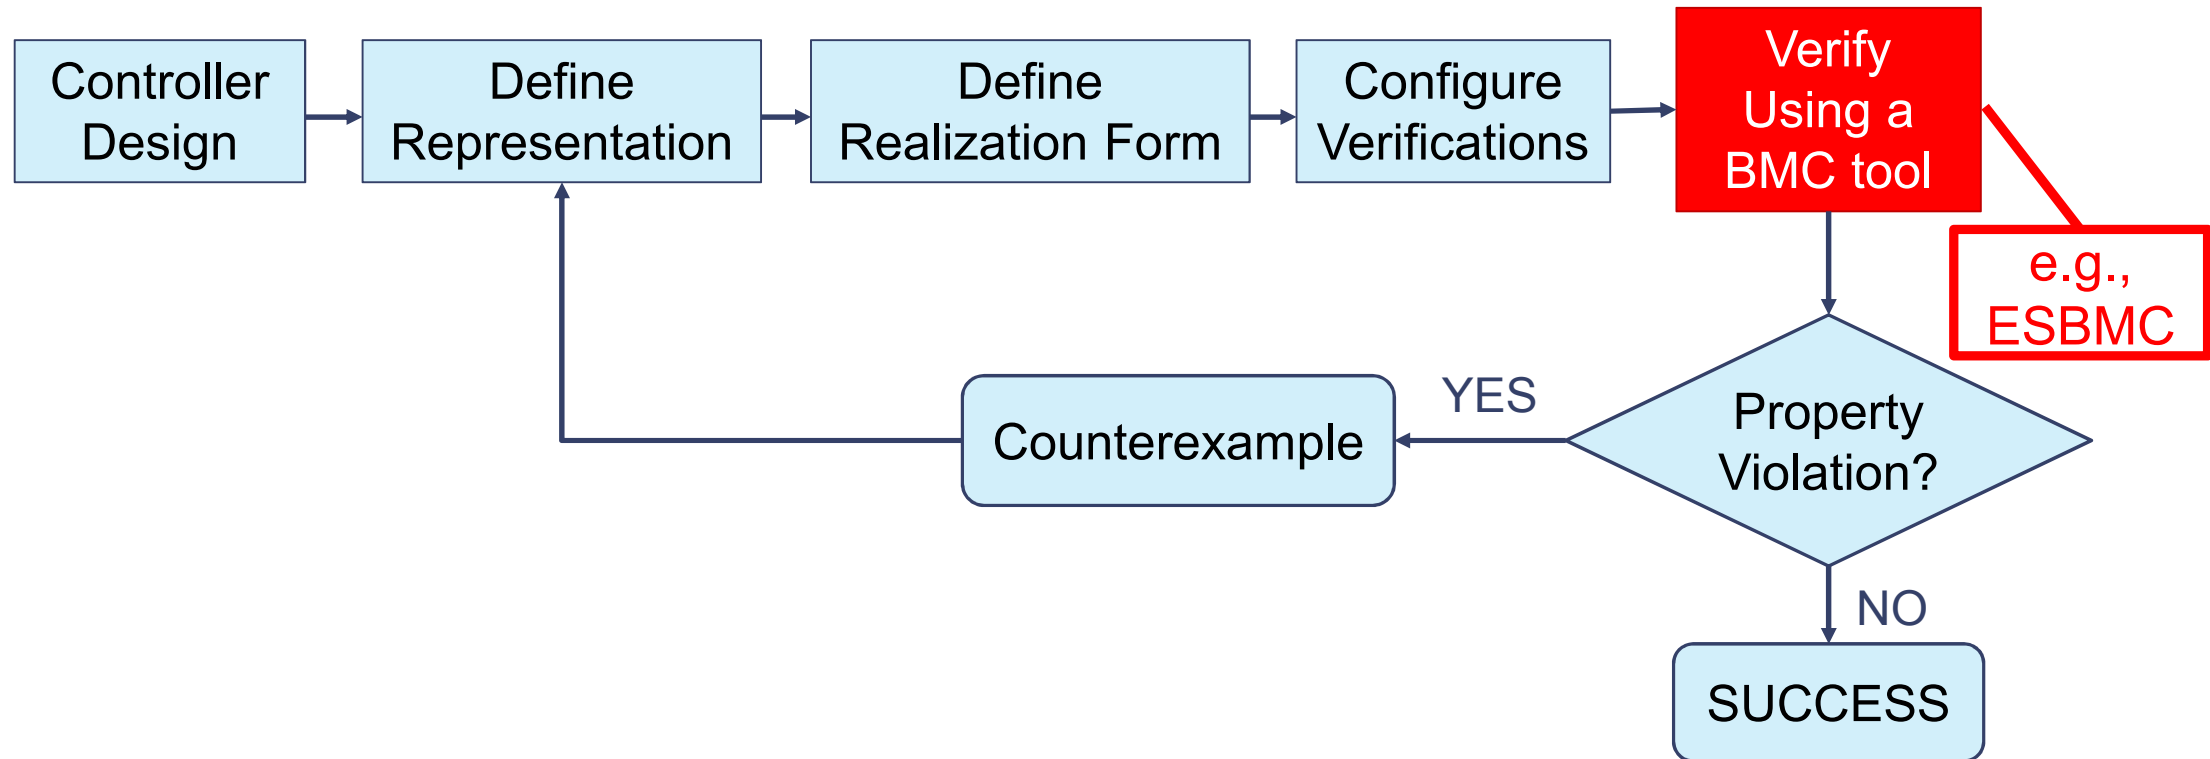 Controller
Design
Define
Representation
Define
Realization Form
Configure
Verifications
Verify
Using a
BMC tool
e.g.,
ESBMC
Property
Violation?
YES
Counterexample
NO
SUCCESS